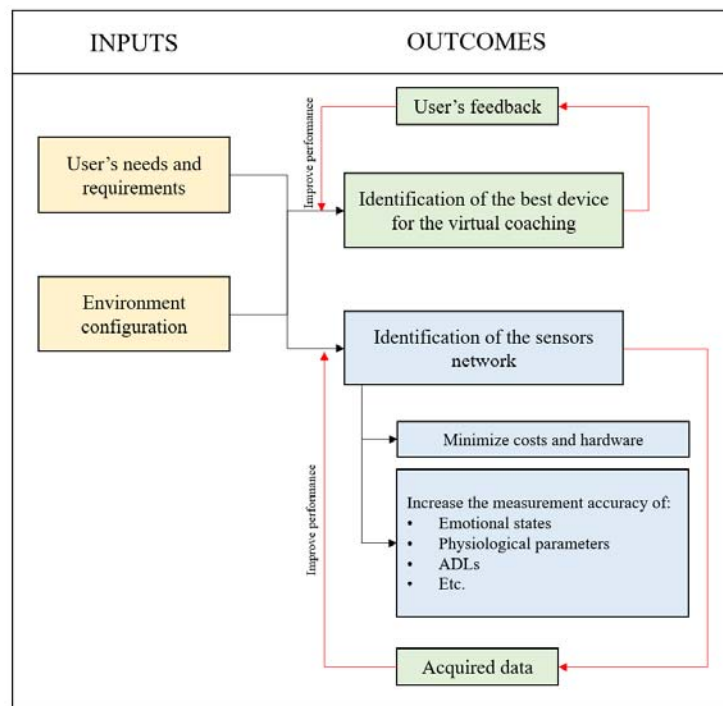 INPUTS
OUTCOMES
User's feedback
Improve performance
User's needs and
requirements
Identification of the best device
for the virtual coaching
Environment
configuration
Identification of the sensors
network
Minimize costs and hardware
Improve performance
Increase the measurement accuracy of:
• Emotional states
• Physiological parameters
• ADLs
• Etc.
Acquired data